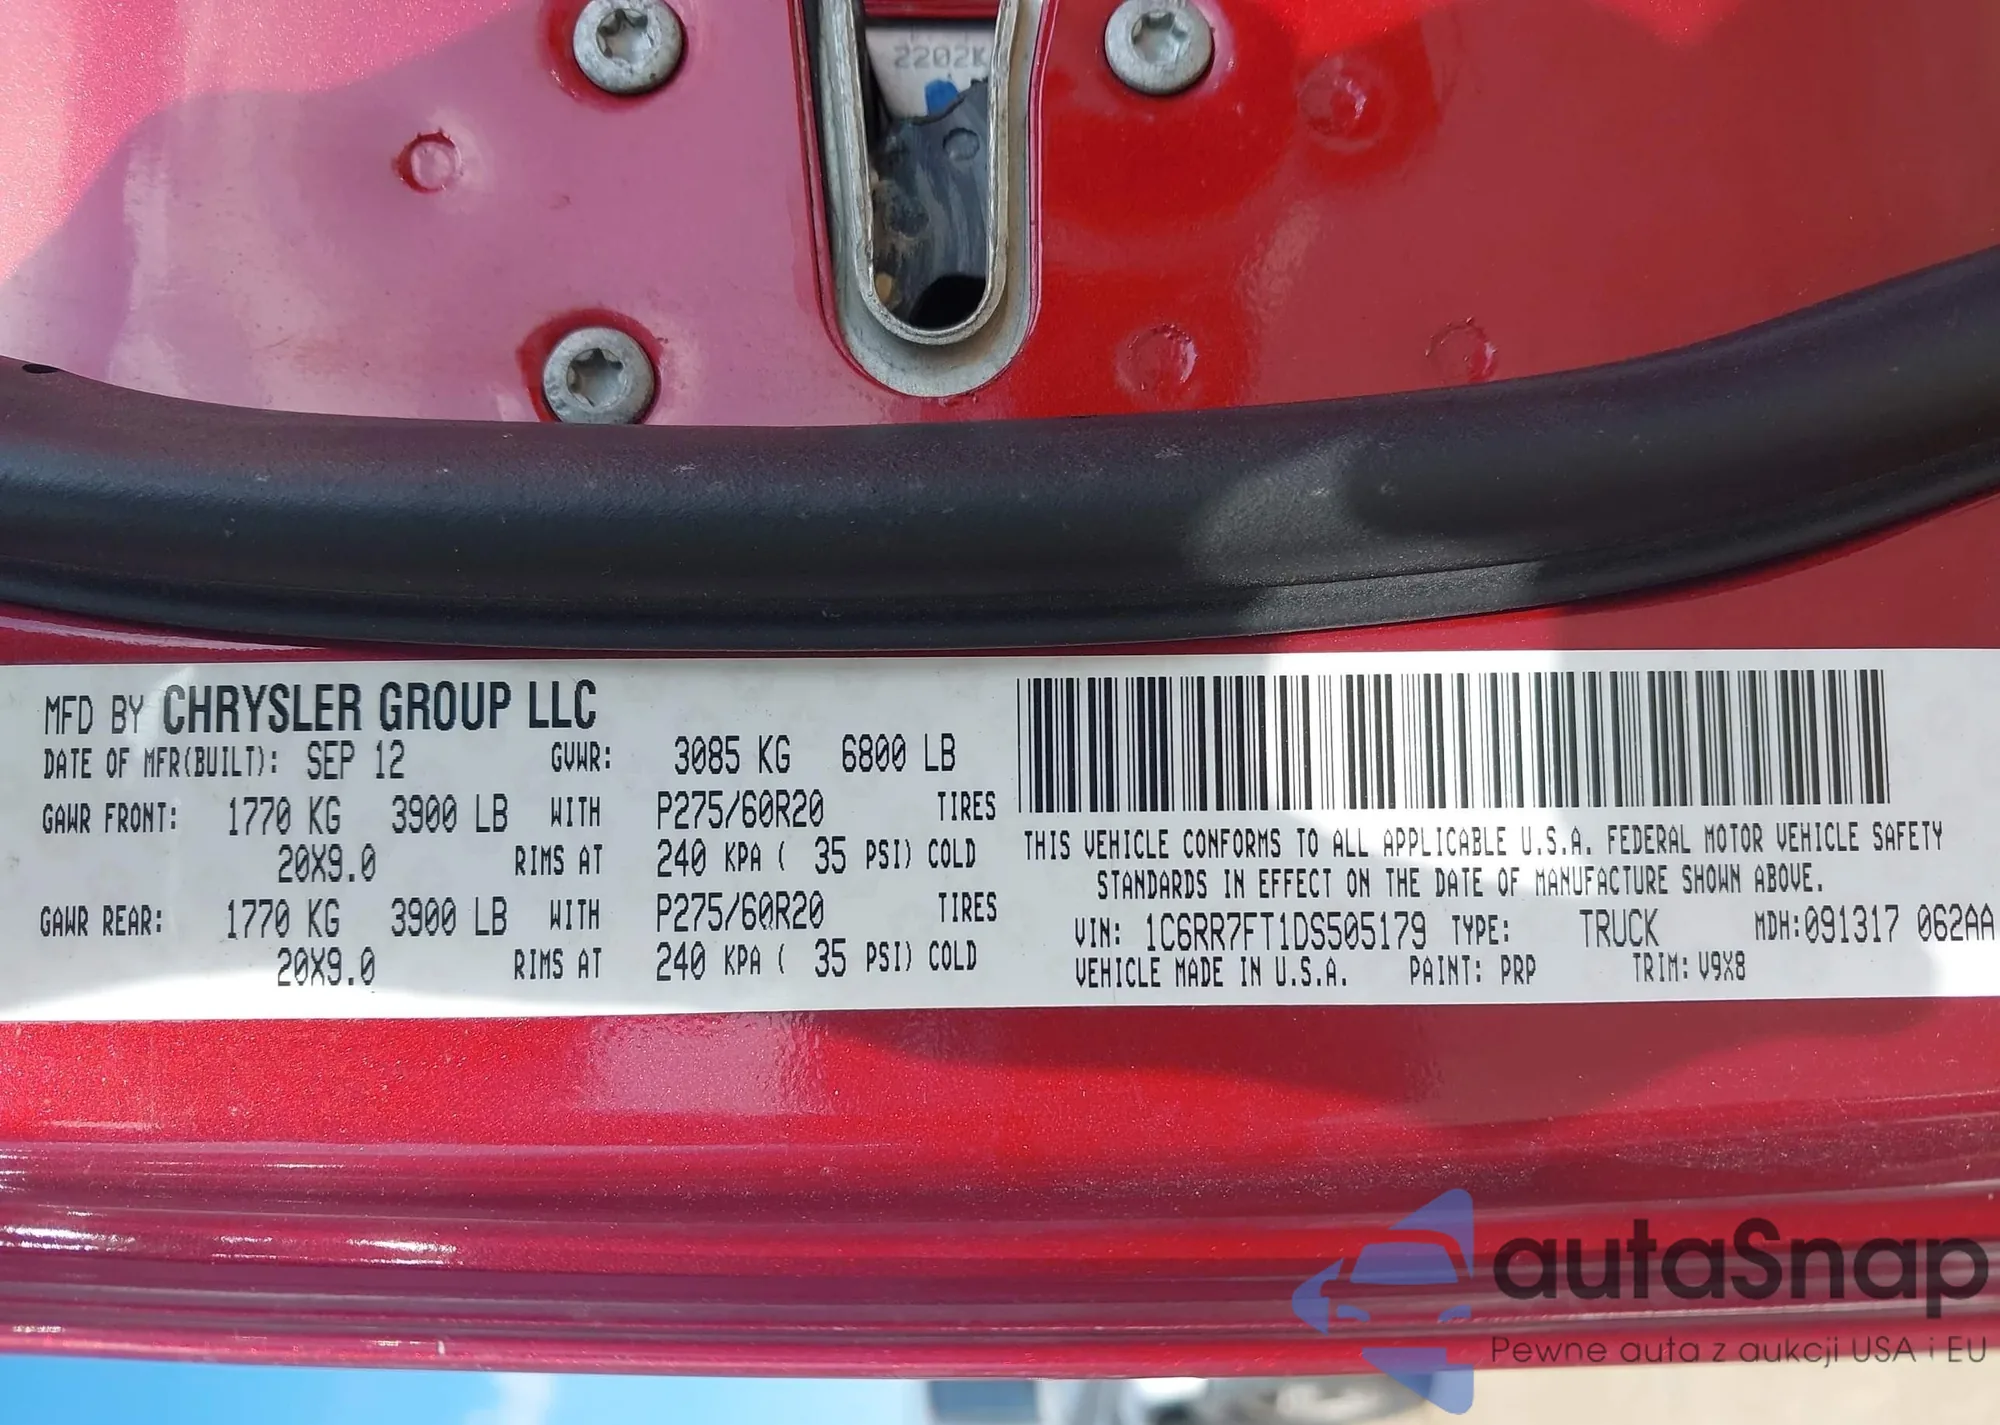 2202K
MFD BY CHRYSLER GROUP LLC
DATE OF MFR(BUILT): SEP 12 GVWR: 3085 KG 6800 LB
GAWR FRONT: 1770 KG 3900 LB WITH P275/60R20 TIRES
20X9.0 RIMS AT 240 KPA ( 35 PSI) COLD
GAWR REAR: 1770 KG 3900 LB WITH P275/60R20 TIRES
20X9.0 RIMS AT 240 KPA ( 35 PSI) COLD
THIS VEHICLE CONFORMS TO ALL APPLICABLE U.S.A. FEDERAL MOTOR VEHICLE SAFETY
STANDARDS IN EFFECT ON THE DATE OF MANUFACTURE SHOWN ABOVE.
VIN: 1C6RR7FT1DS505179 TYPE: TRUCK MDH:091317 062AA
VEHICLE MADE IN U.S.A. PAINT: PRP TRIM: V9X8
autaSnap
Pewne auta z aukcji USA i EU